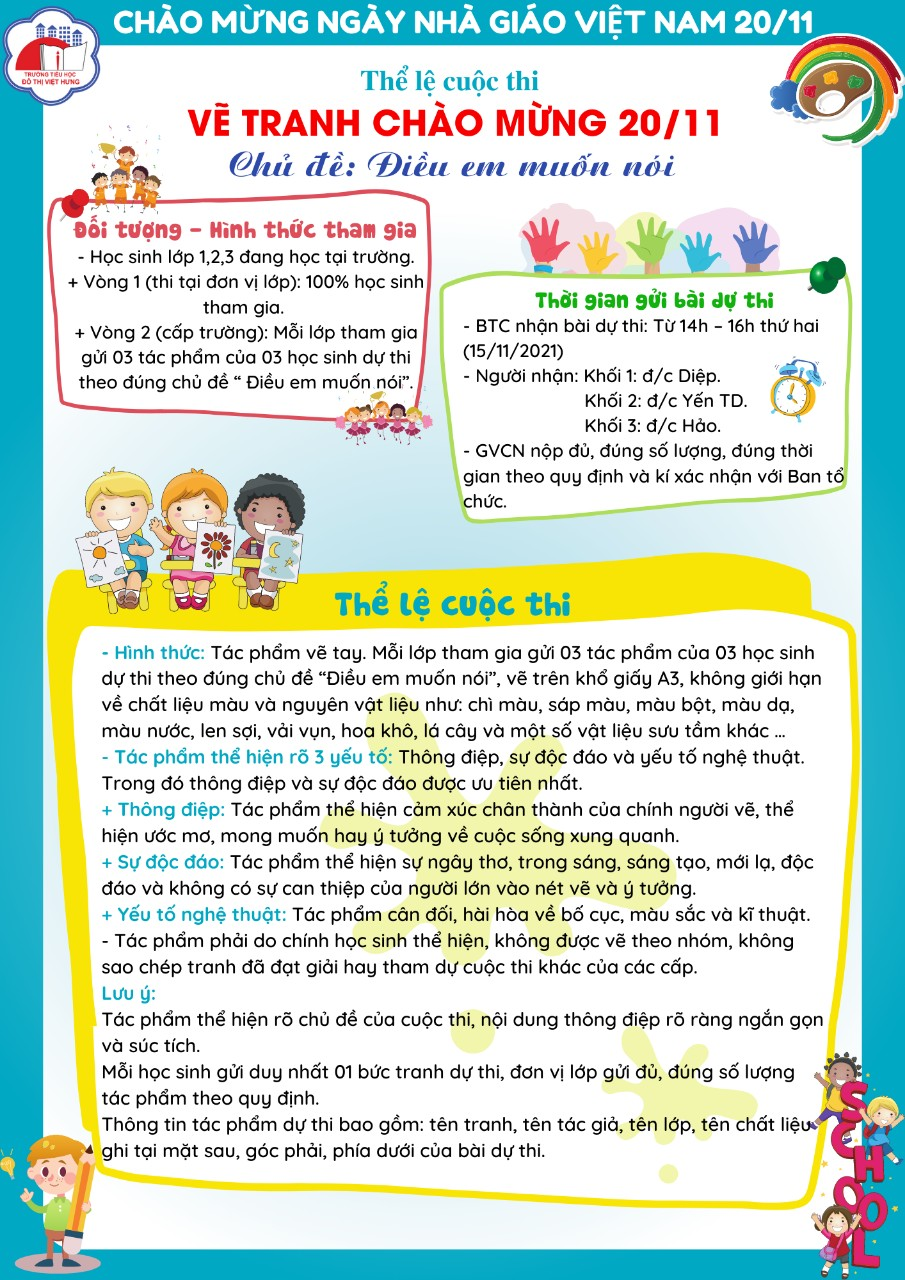 CHÀO MỪNG NGÀY NHÀ GIÁO VIỆT NAM 20/11
TRƯỜNG TIỂU HỌC
ĐÔ THỊ VIỆT HƯNG
Thể lệ cuộc thi
VẼ TRANH CHÀO MỪNG 20/11
Chủ đề: Điều em muốn nói
Đối tượng – Hình thức tham gia
- Học sinh lớp 1,2,3 đang học tại trường.
+ Vòng 1 (thi tại đơn vị lớp): 100% học sinh
tham gia.
+ Vòng 2 (cấp trường): Mỗi lớp tham gia
gửi 03 tác phẩm của 03 học sinh dự thi
theo đúng chủ đề “ Điều em muốn nói”.
Thời gian gửi bài dự thi
- BTC nhận bài dự thi: Từ 14h – 16h thứ hai
(15/11/2021)
- Người nhận: Khối 1: đ/c Diệp.
Khối 2: đ/c Yến TD.
Khối 3: đ/c Hảo.
- GVCN nộp đủ, đúng số lượng, đúng thời
gian theo quy định và kí xác nhận với Ban tổ
chức.
Thể lệ cuộc thi
- Hình thức: Tác phẩm vẽ tay. Mỗi lớp tham gia gửi 03 tác phẩm của 03 học sinh
dự thi theo đúng chủ đề “Điều em muốn nói”, vẽ trên khổ giấy A3, không giới hạn
về chất liệu màu và nguyên vật liệu như: chì màu, sáp màu, màu bột, màu dạ,
màu nước, len sợi, vải vụn, hoa khô, lá cây và một số vật liệu sưu tầm khác ...
- Tác phẩm thể hiện rõ 3 yếu tố: Thông điệp, sự độc đáo và yếu tố nghệ thuật.
Trong đó thông điệp và sự độc đáo được ưu tiên nhất.
+ Thông điệp: Tác phẩm thể hiện cảm xúc chân thành của chính người vẽ, thể
hiện ước mơ, mong muốn hay ý tưởng về cuộc sống xung quanh.
+ Sự độc đáo: Tác phẩm thể hiện sự ngây thơ, trong sáng, sáng tạo, mới lạ, độc
đáo và không có sự can thiệp của người lớn vào nét vẽ và ý tưởng.
+ Yếu tố nghệ thuật: Tác phẩm cân đối, hài hòa về bố cục, màu sắc và kĩ thuật.
- Tác phẩm phải do chính học sinh thể hiện, không được vẽ theo nhóm, không
sao chép tranh đã đạt giải hay tham dự cuộc thi khác của các cấp.
Lưu ý:
Tác phẩm thể hiện rõ chủ đề của cuộc thi, nội dung thông điệp rõ ràng ngắn gọn
và súc tích.
Mỗi học sinh gửi duy nhất 01 bức tranh dự thi, đơn vị lớp gửi đủ, đúng số lượng
tác phẩm theo quy định.
Thông tin tác phẩm dự thi bao gồm: tên tranh, tên tác giả, tên lớp, tên chất liệu
ghi tại mặt sau, góc phải, phía dưới của bài dự thi.
SCHOOL